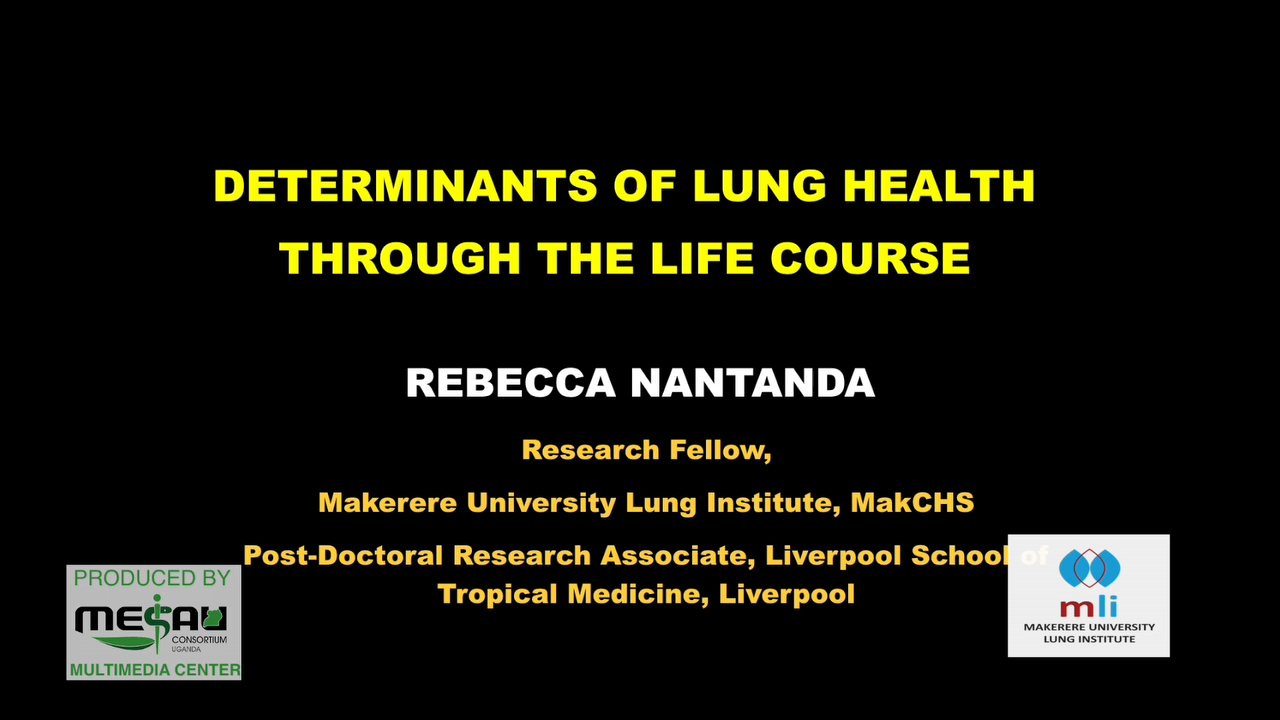 DETERMINANTS OF LUNG HEALTH
THROUGH THE LIFE COURSE
REBECCA NANTANDA
Research Fellow,
Makerere University Lung Institute, MakCHS
Post-Doctoral Research Associate, Liverpool School of
Tropical Medicine, Liverpool
PRODUCED BY
MESAU
CONSORTIUM
UGANDA
MULTIMEDIA CENTER
mli
MAKERERE UNIVERSITY
LUNG INSTITUTE